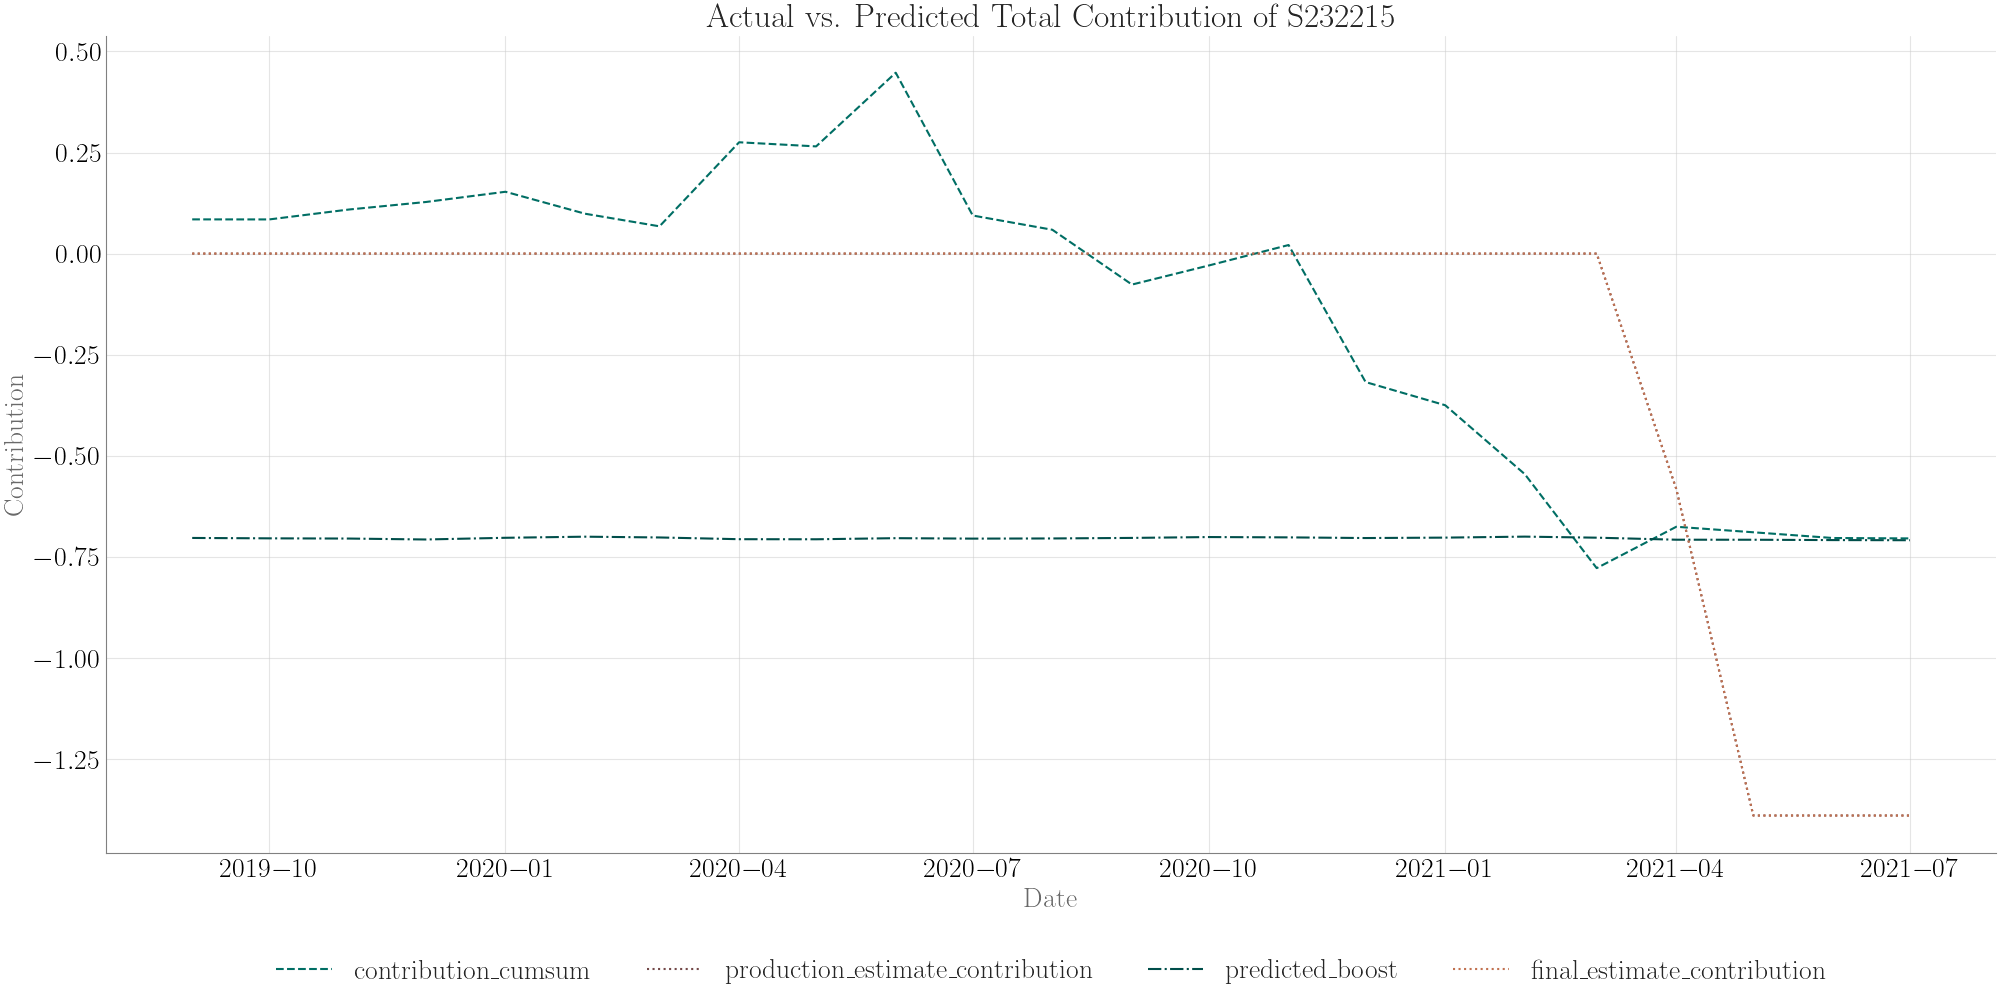 Actual vs. Predicted Total Contribution of S232215
0.50
0.25
0.00
−0.25
−0.50
−0.75
−1.00
−1.25
Contribution
2019−10 2020−01 2020−04 2020−07 2020−10 2021−01 2021−04 2021−07
Date
contribution_cumsum production_estimate_contribution predicted_boost final_estimate_contribution